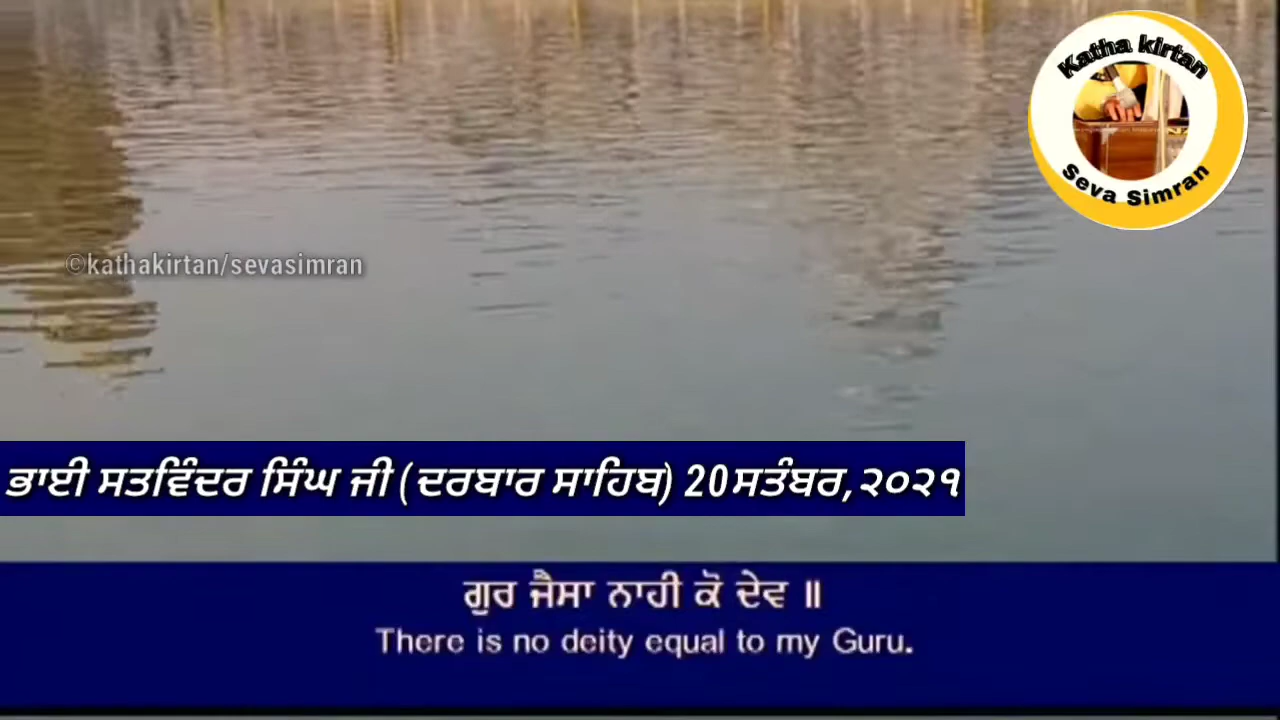 Katha kirtan
Seva Simran
©kathakirtan/sevasimran
ਭਾਈ ਸਤਵਿੰਦਰ ਸਿੰਘ ਜੀ (ਦਰਬਾਰ ਸਾਹਿਬ) 20ਸਤੰਬਰ,੨੦੨੧
ਗੁਰ ਜੈਸਾ ਨਾਹੀ ਕੋ ਦੇਵ ॥
There is no deity equal to my Guru.